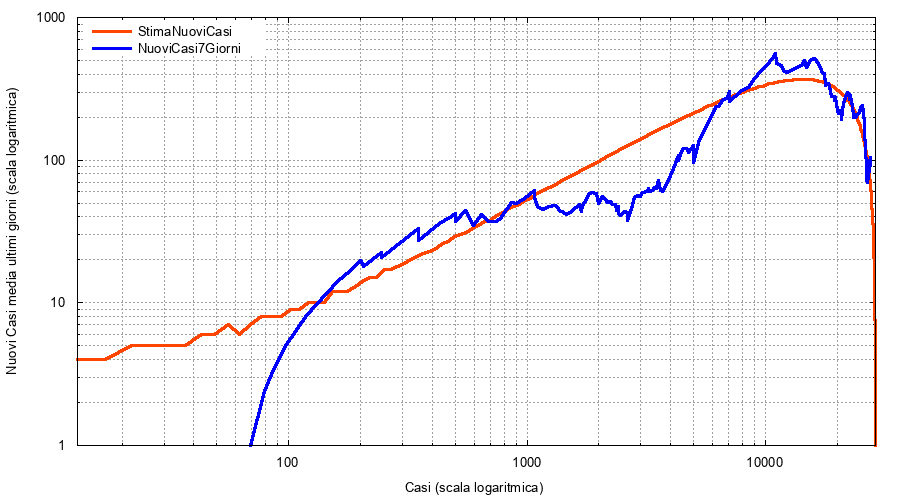 1000
StimaNuoviCasi
NuoviCasi7Giorni
100
10
1
100
1000
10000
Nuovi Casi media ultimi giorni (scala logaritmica)
Casi (scala logaritmica)